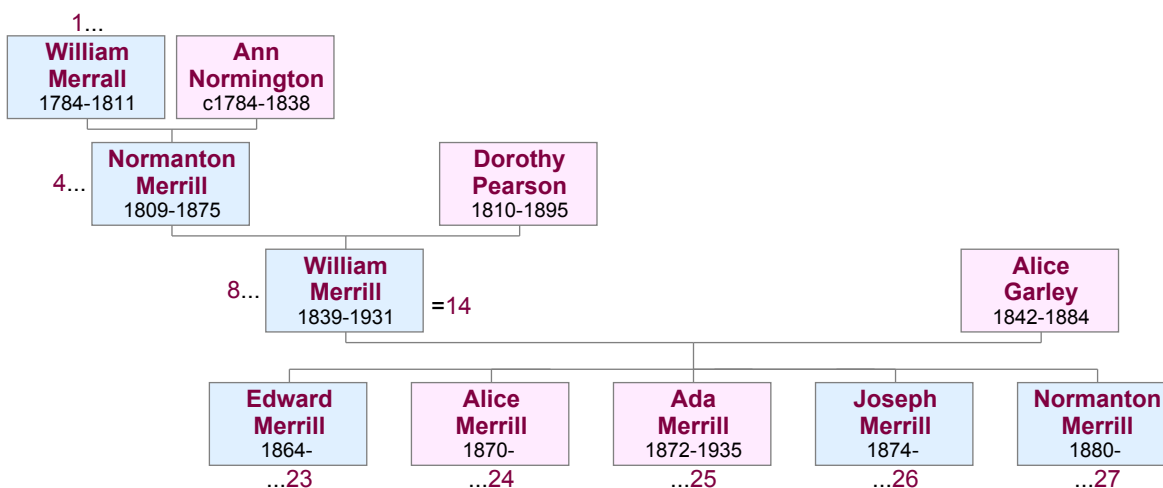 1...
William
Merrall
1784-1811
Ann
Normington
c1784-1838
4...
Normanton
Merrill
1809-1875
Dorothy
Pearson
1810-1895
8...
William
Merrill
1839-1931
=14
Alice
Garley
1842-1884
Edward
Merrill
1864-
...23
Alice
Merrill
1870-
...24
Ada
Merrill
1872-1935
...25
Joseph
Merrill
1874-
...26
Normanton
Merrill
1880-
...27